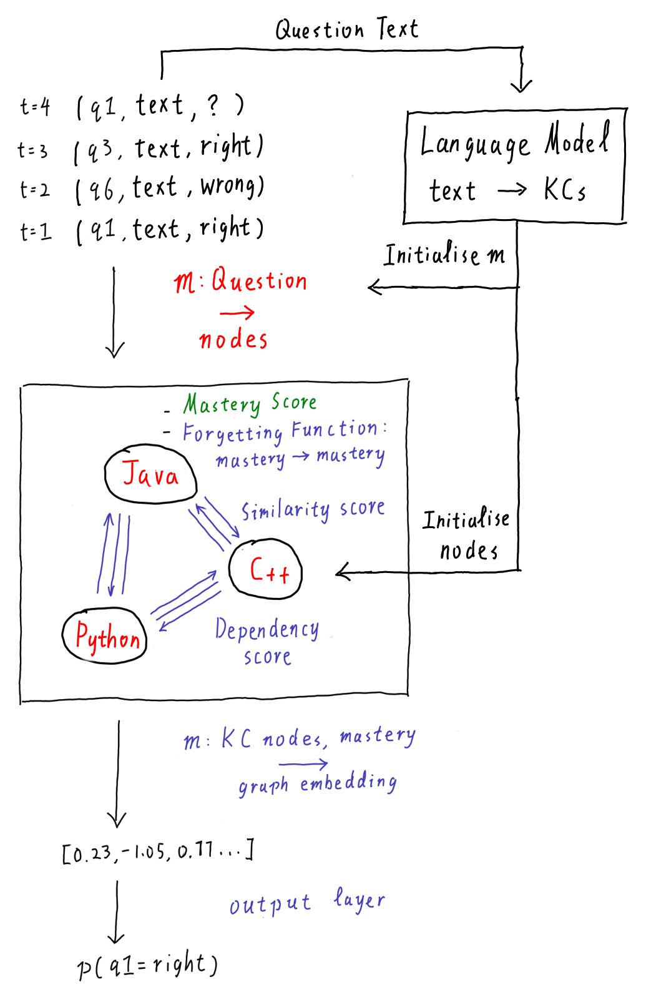 Question Text
t=4 (q1, text, ?)
t=3 (q3, text, right)
t=2 (q6, text, wrong)
t=1 (q1, text, right)
Language Model
text → KCs
Initialise m
m: Question
→
nodes
- Mastery Score
- Forgetting Function:
mastery → mastery
Java
Similarity score
Initialise
nodes
C++
Python
Dependency
score
m: KC nodes, mastery
→
graph embedding
[0.23, -1.05, 0.77...]
output layer
p(q1=right)